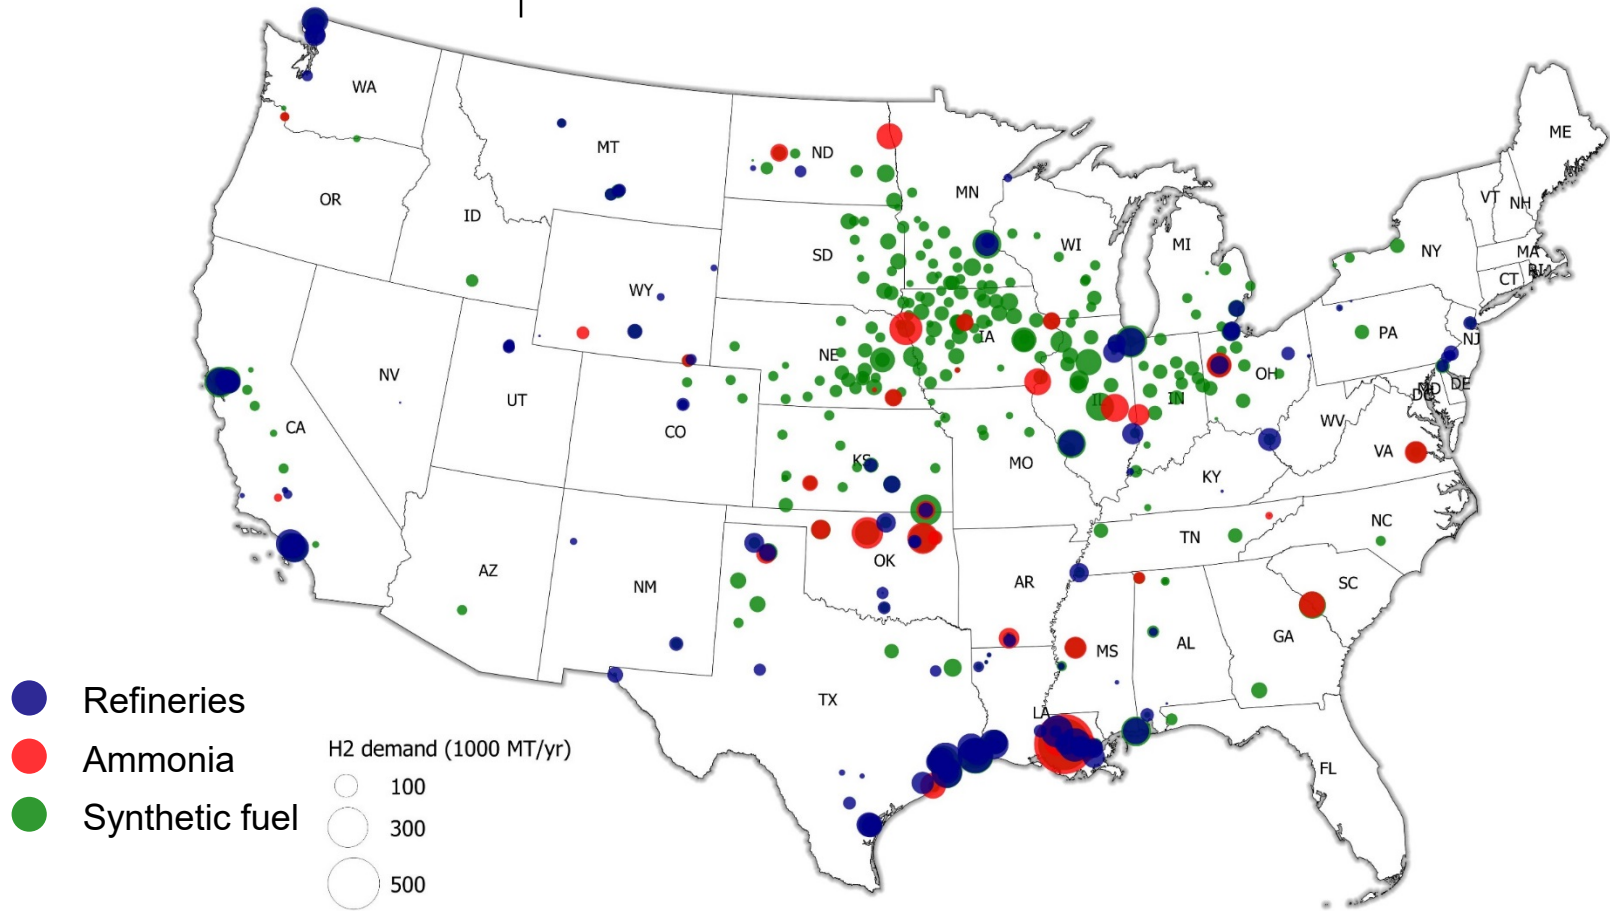 WA
ME
MT
ND
VT
NH
MN
OR
ID
NY
MA
WI
MI
SD
RI
CT
WY
PA
IA
NJ
NE
NV
OH
DE
MD
DC
UT
IL
IN
CA
WV
CO
VA
KS
MO
KY
NC
TN
OK
AZ
AR
SC
NM
GA
AL
MS
Refineries
TX
LA
H2 demand (1000 MT/yr)
Ammonia
FL
100
Synthetic fuel
300
500